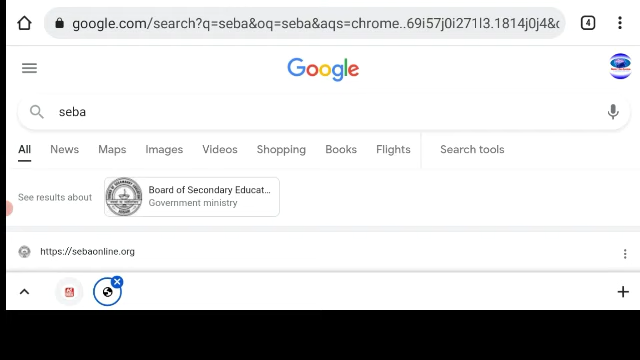 google.com/search?q=seba&oq=seba&aqs=chrome..69i57j0i271l3.1814j0j4&c
4
Google
seba
All News Maps Images Videos Shopping Books Flights Search tools
See results about
Board of Secondary Educat...
Government ministry
https://sebaonline.org